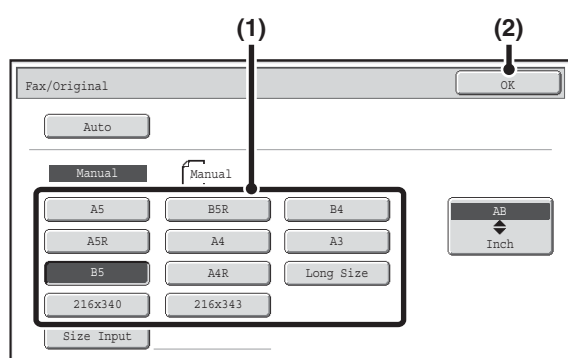 (1) (2)
Fax/Original OK
Auto
Manual Manual
A5 B5R B4
A5R A4 A3
B5 A4R Long Size
216x340 216x343
Size Input
AB
Inch